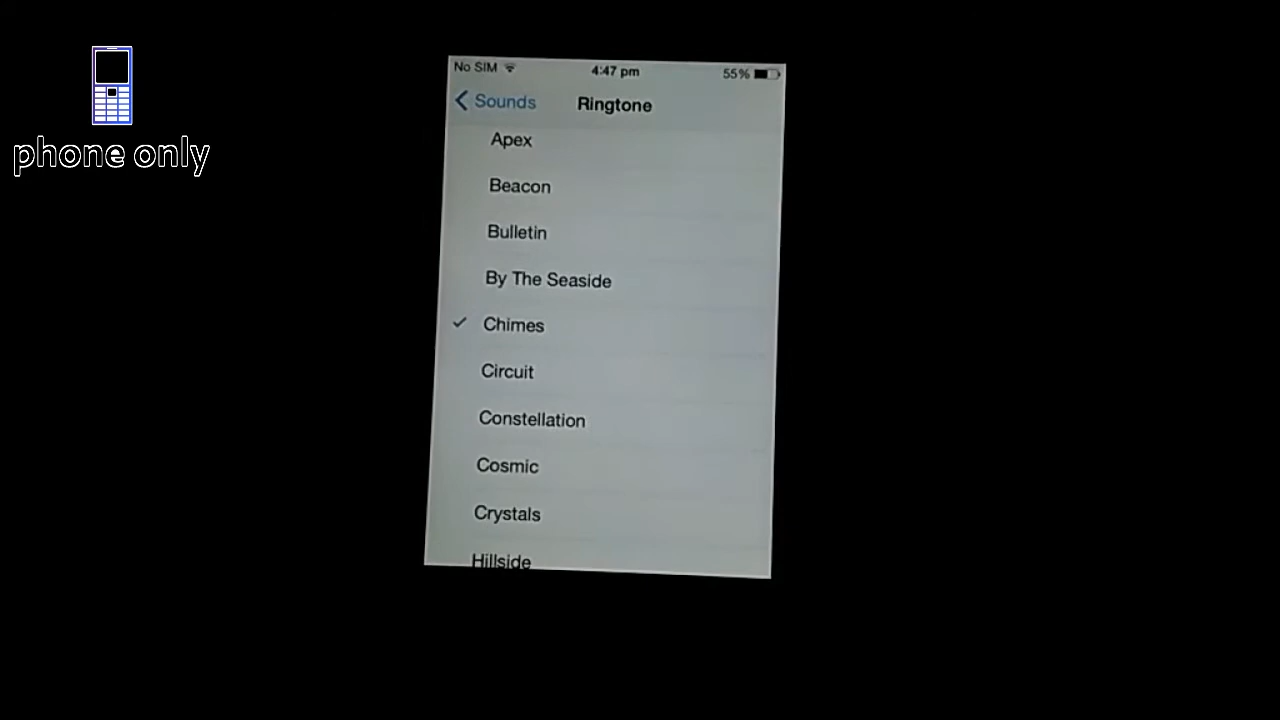 phone only
No SIM 4:47 pm 55%
Sounds Ringtone
Apex
Beacon
Bulletin
By The Seaside
Chimes
Circuit
Constellation
Cosmic
Crystals
Hillside